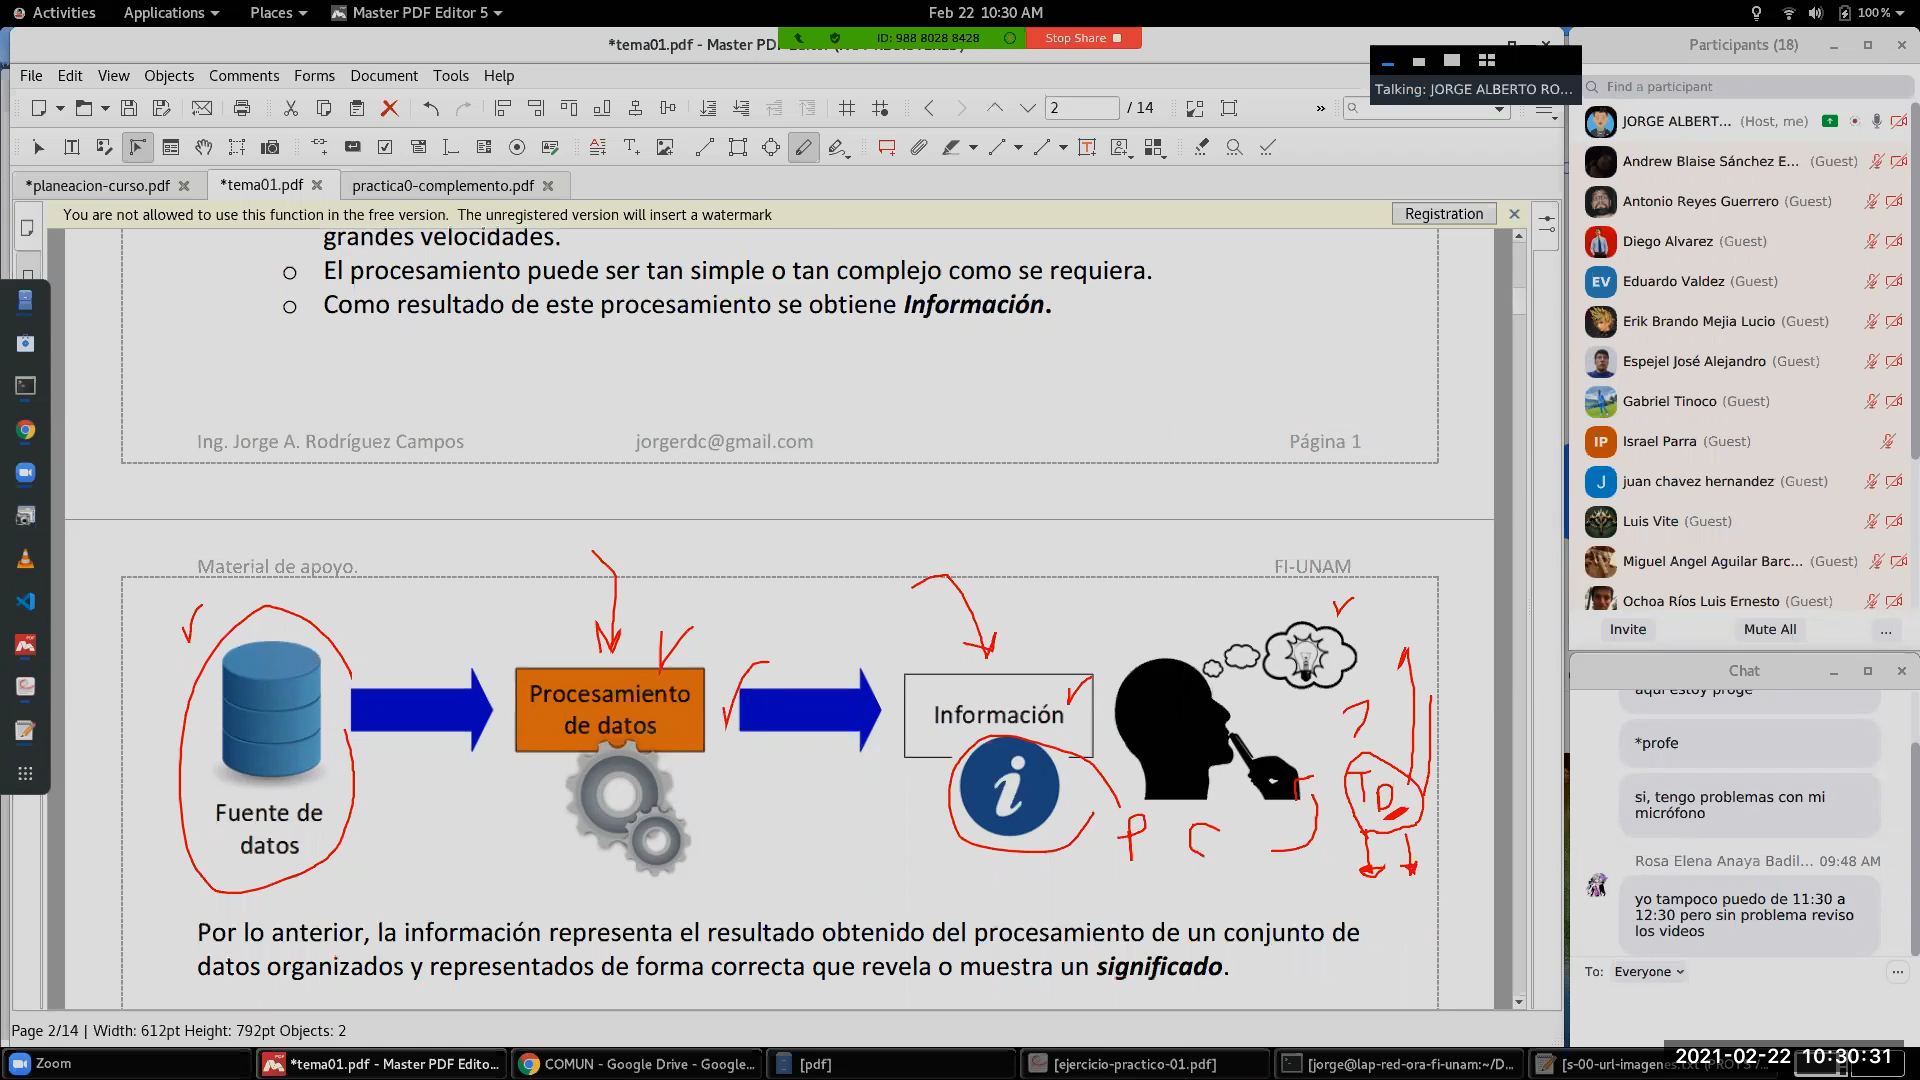 Activities Applications Places Master PDF Editor 5 Feb 22 10:30 AM 100%
*tema01.pdf - Master PD
ID: 988 8028 8428 Stop Share
Talking: JORGE ALBERTO RO...
File Edit View Objects Comments Forms Document Tools Help
2 / 14
*planeacion-curso.pdf *tema01.pdf practica0-complemento.pdf
You are not allowed to use this function in the free version. The unregistered version will insert a watermark Registration
grandes velocidades.
o El procesamiento puede ser tan simple o tan complejo como se requiera.
o Como resultado de este procesamiento se obtiene Información.
Ing. Jorge A. Rodríguez Campos jorgerdc@gmail.com Página 1
Material de apoyo. FI-UNAM
Procesamiento
de datos
Información
i
Fuente de
datos
P C
T D
Por lo anterior, la información representa el resultado obtenido del procesamiento de un conjunto de
datos organizados y representados de forma correcta que revela o muestra un significado.
Page 2/14 | Width: 612pt Height: 792pt Objects: 2
Participants (18)
Find a participant
JORGE ALBERT... (Host, me)
Andrew Blaise Sánchez E... (Guest)
Antonio Reyes Guerrero (Guest)
Diego Alvarez (Guest)
EV Eduardo Valdez (Guest)
Erik Brando Mejia Lucio (Guest)
Espejel José Alejandro (Guest)
Gabriel Tinoco (Guest)
IP Israel Parra (Guest)
J juan chavez hernandez (Guest)
Luis Vite (Guest)
Miguel Angel Aguilar Barc... (Guest)
Ochoa Ríos Luis Ernesto (Guest)
Invite Mute All ...
Chat
aqui estoy profe
*profe
si, tengo problemas con mi
micrófono
Rosa Elena Anaya Badil... 09:48 AM
yo tampoco puedo de 11:30 a
12:30 pero sin problema reviso
los videos
To: Everyone
Zoom *tema01.pdf - Master PDF Edito... COMUN - Google Drive - Google... [pdf] [ejercicio-practico-01.pdf] [jorge@lap-red-ora-fi-unam:~/D... [s-00-url-imagenes.txt
2021-02-22 10:30:31